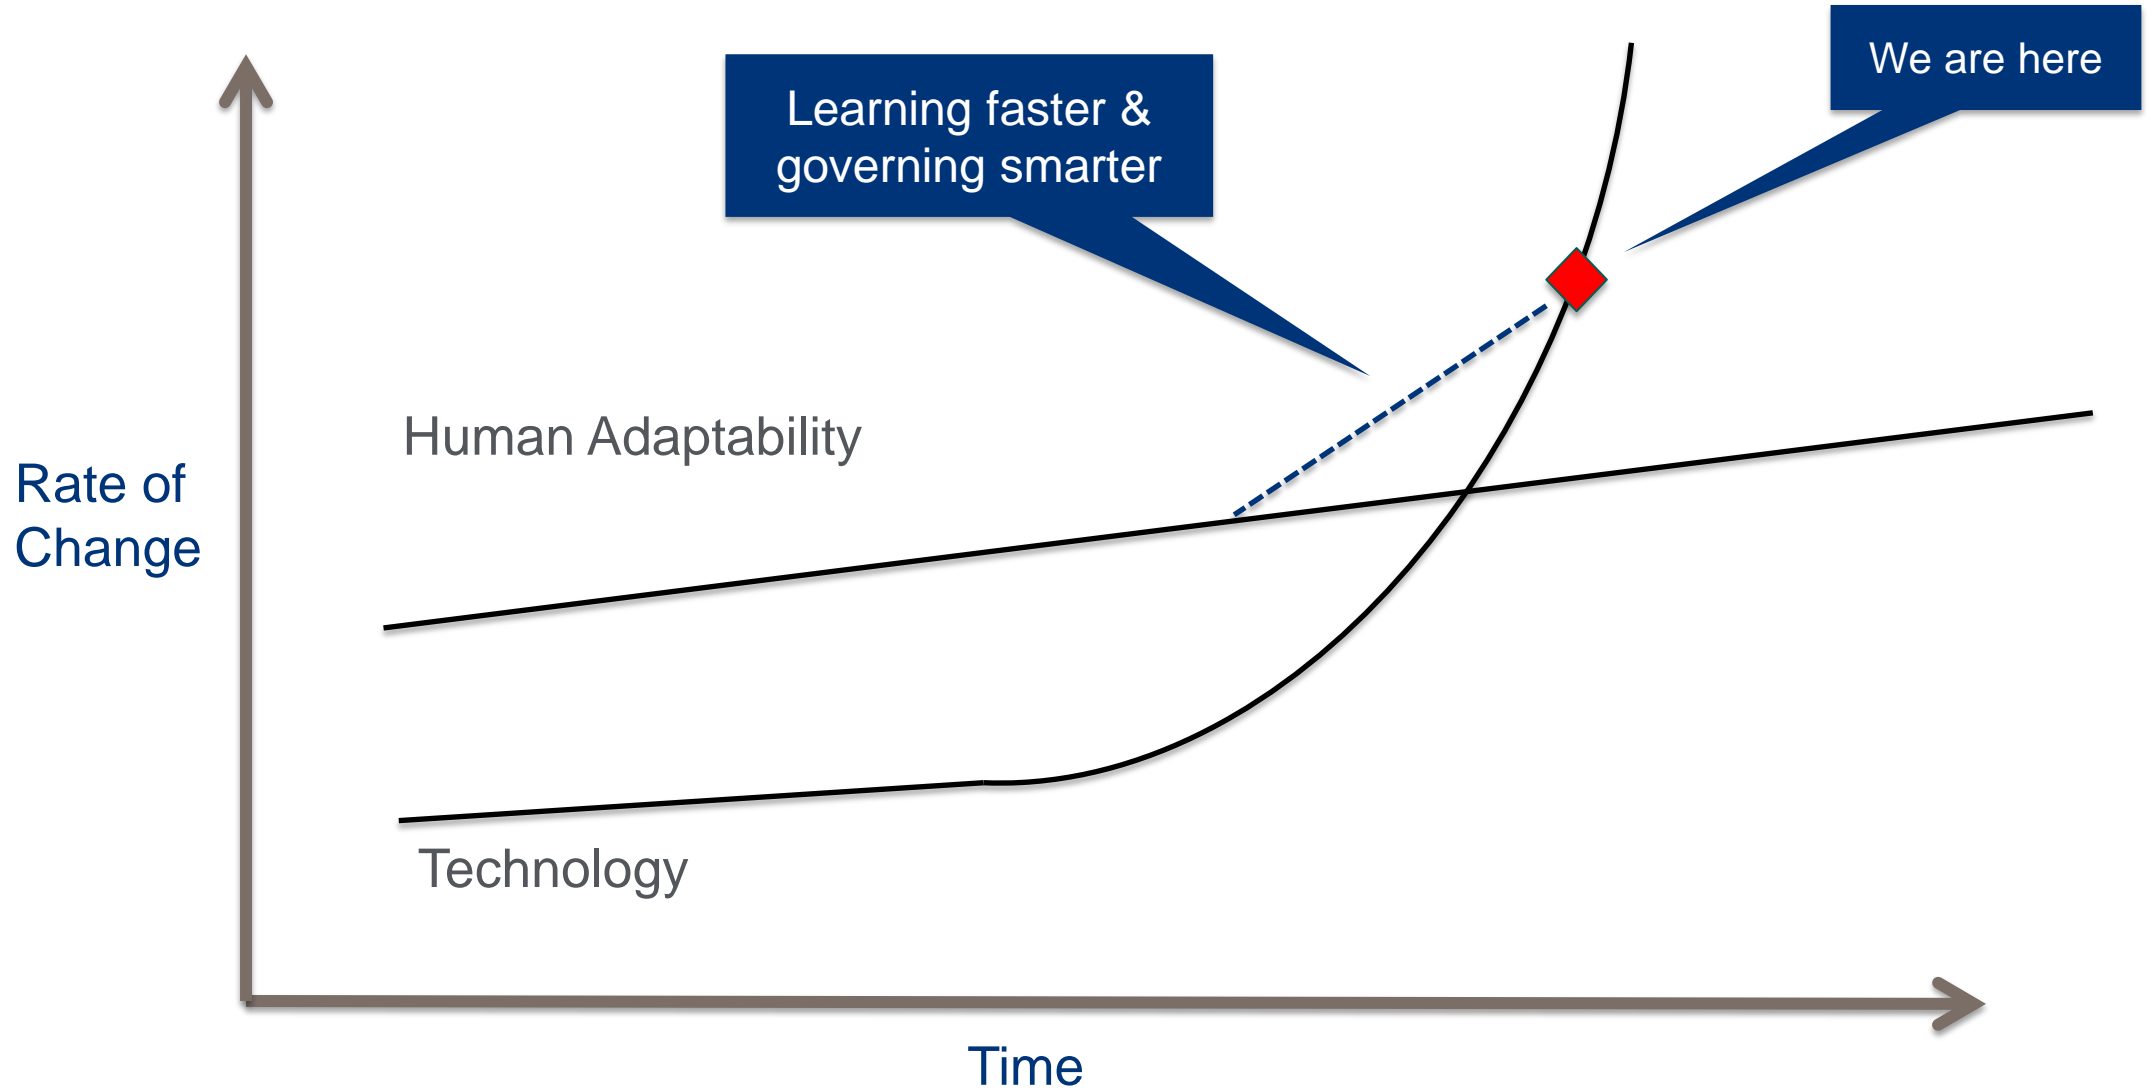 We are here
Learning faster &
governing smarter
Human Adaptability
Rate of
Change
Technology
Time